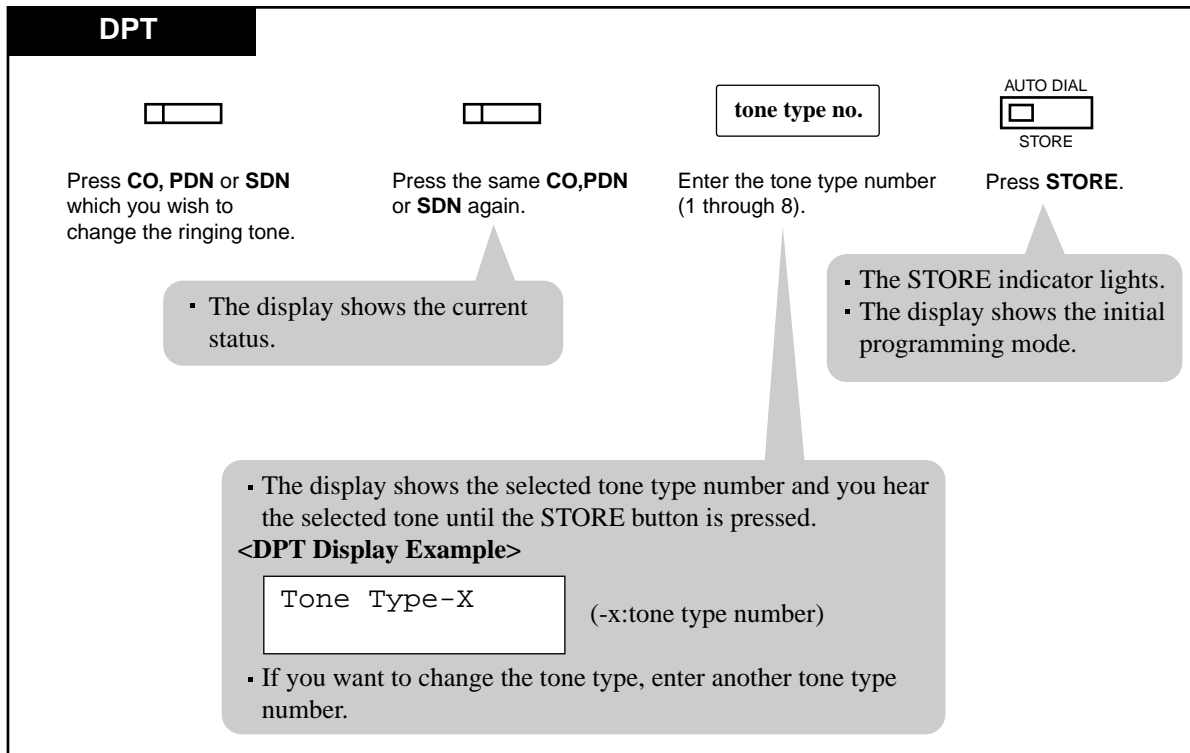 DPT
tone type no.
AUTO DIAL
STORE
Press CO, PDN or SDN
which you wish to
change the ringing tone.
Press the same CO,PDN
or SDN again.
Enter the tone type number
(1 through 8).
Press STORE.
▪ The display shows the current
status.
▪ The STORE indicator lights.
▪ The display shows the initial
programming mode.
▪ The display shows the selected tone type number and you hear
the selected tone until the STORE button is pressed.
<DPT Display Example>
Tone Type-X
(-x:tone type number)
▪ If you want to change the tone type, enter another tone type
number.